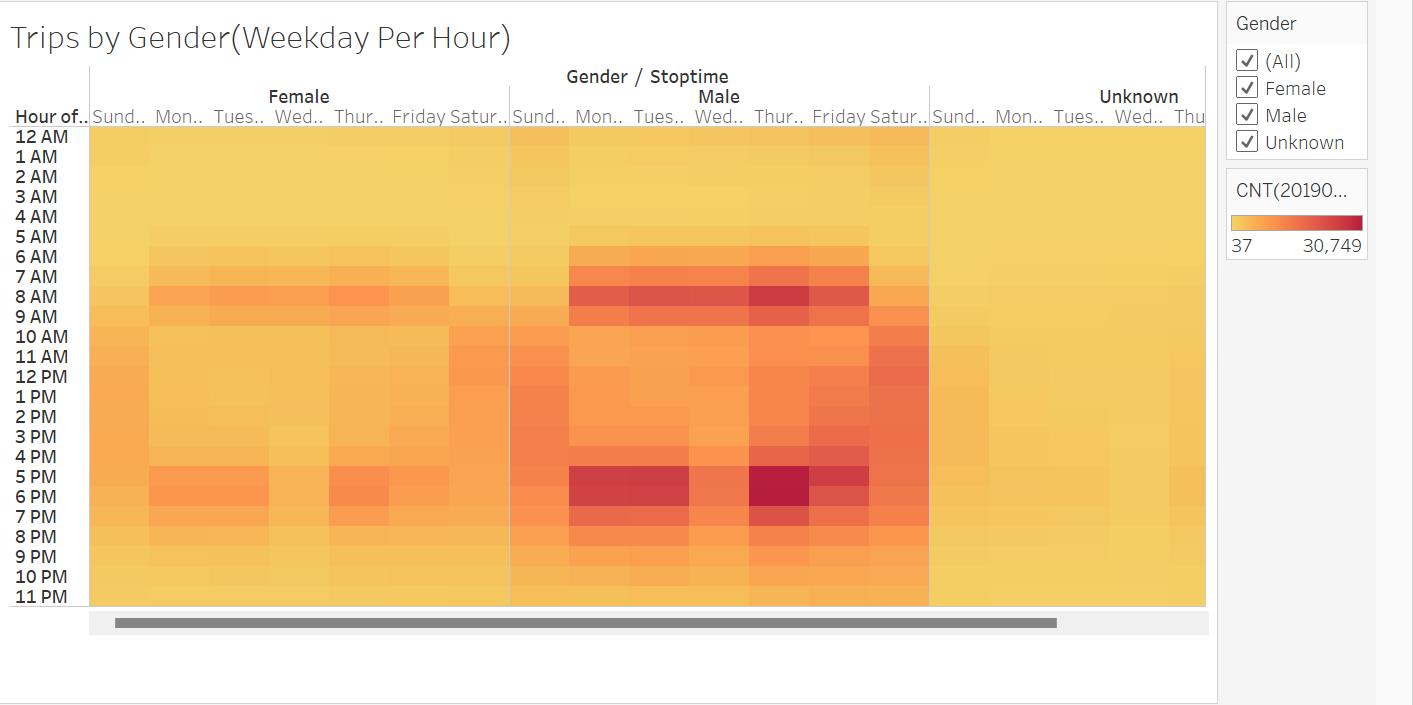 Trips by Gender(Weekday Per Hour)
Gender / Stoptime
Female Male Unknown
Hour of.. Sund.. Mon.. Tues.. Wed.. Thur.. Friday Satur.. Sund.. Mon.. Tues.. Wed.. Thur.. Friday Satur.. Sund.. Mon.. Tues.. Wed.. Thu
12 AM
1 AM
2 AM
3 AM
4 AM
5 AM
6 AM
7 AM
8 AM
9 AM
10 AM
11 AM
12 PM
1 PM
2 PM
3 PM
4 PM
5 PM
6 PM
7 PM
8 PM
9 PM
10 PM
11 PM
Gender
(All)
Female
Male
Unknown
CNT(20190...
37 30,749